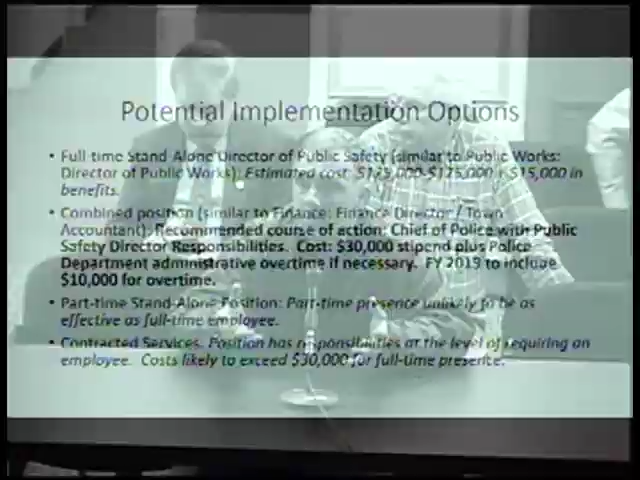 Potential Implementation Options
• Full-time Stand-Alone Director of Public Safety (similar to Public Works:
Director of Public Works): Estimated cost: $125,000 + $15,000 in
benefits.
• Combined position (similar to Finance: Finance Director / Town
Accountant): Recommended course of action: Chief of Police with Public
Safety Director Responsibilities. Cost: $30,000 stipend plus Police
Department administrative overtime if necessary. FY 2019 to include
$10,000 for overtime.
• Part-time Stand-Alone Position: Part-time presence unlikely to be as
effective as full-time employee.
• Contracted Services. Position has responsibilities at the level of requiring an
employee. Costs likely to exceed $30,000 for full-time presence.